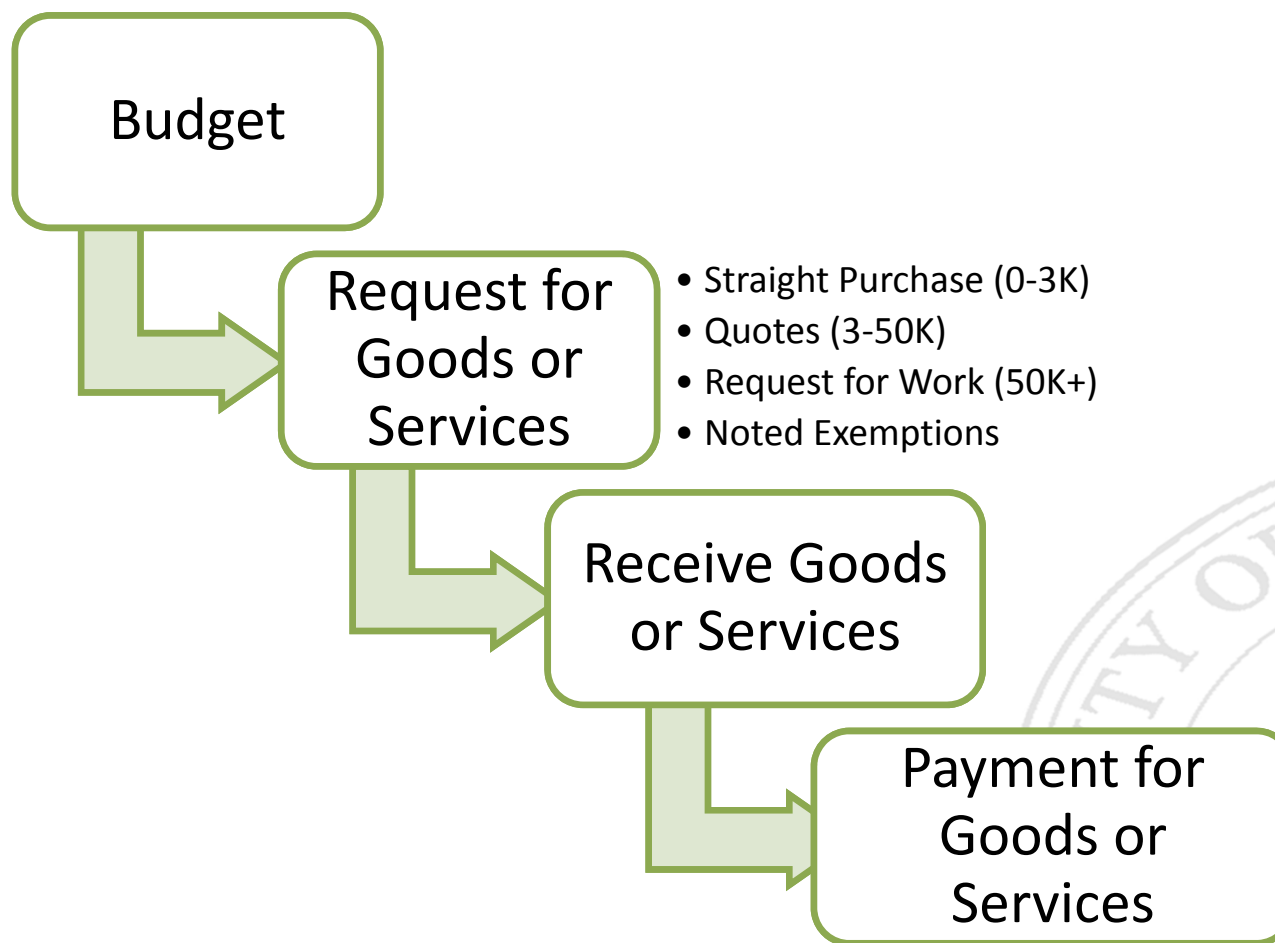 Budget
Request for
Goods or
Services
• Straight Purchase (0-3K)
• Quotes (3-50K)
• Request for Work (50K+)
• Noted Exemptions
Receive Goods
or Services
Payment for
Goods or
Services